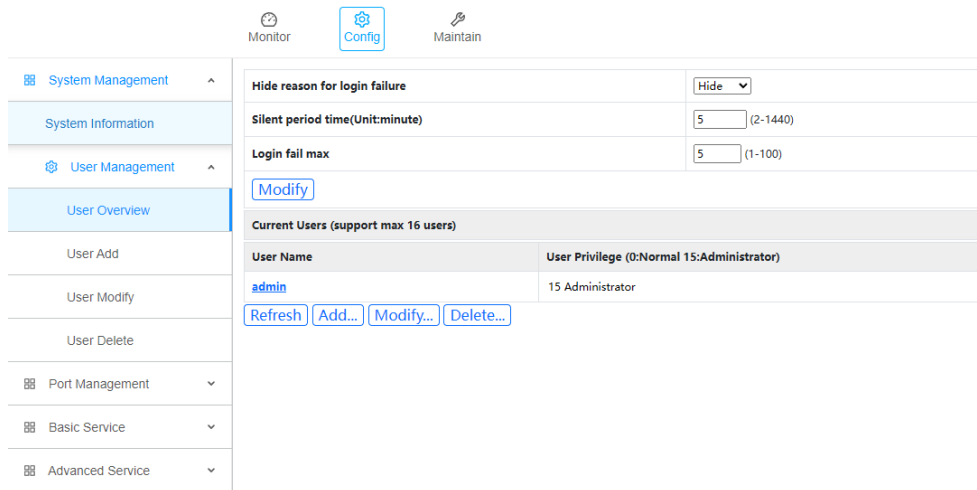 Monitor
Config
Maintain
System Management
System Information
User Management
User Overview
User Add
User Modify
User Delete
Port Management
Basic Service
Advanced Service
Hide reason for login failure Hide
Silent period time(Unit:minute) 5 (2-1440)
Login fail max 5 (1-100)
Modify
Current Users (support max 16 users)
User Name User Privilege (0:Normal 15:Administrator)
admin 15 Administrator
Refresh Add... Modify... Delete...